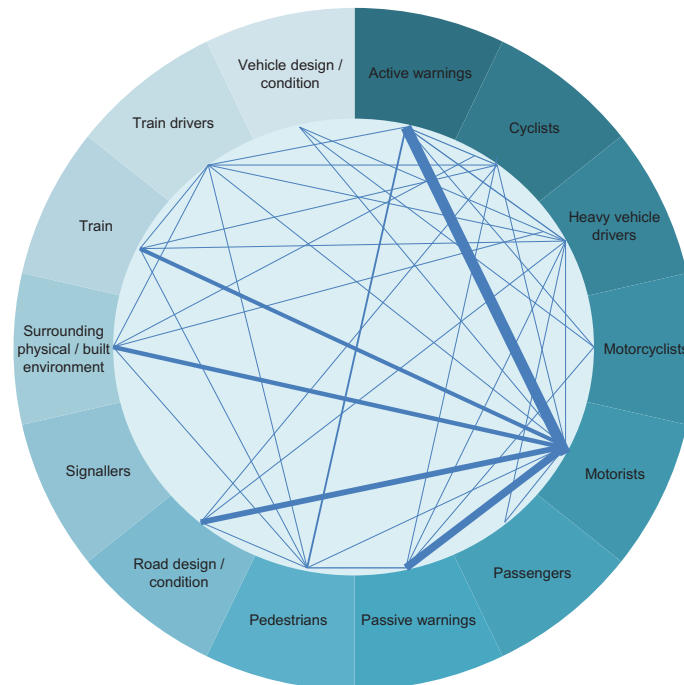 Vehicle design /
condition
Active warnings
Cyclists
Heavy vehicle
drivers
Motorcyclists
Motorists
Passengers
Passive warnings
Pedestrians
Road design /
condition
Signallers
Surrounding
physical / built
environment
Train
Train drivers